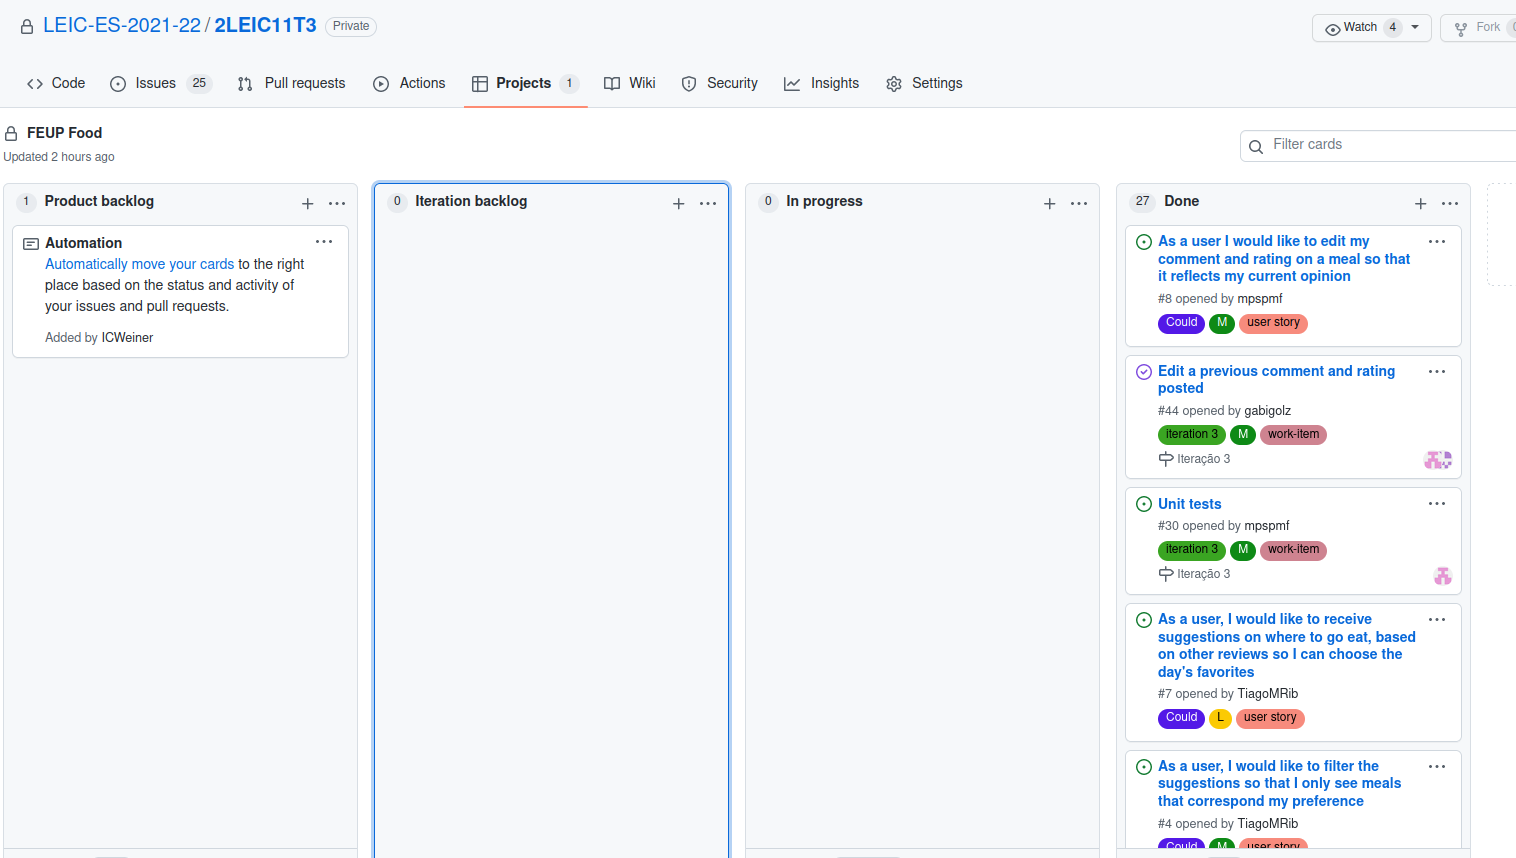 LEIC-ES-2021-22 / 2LEIC11T3 Private
Watch 4
Fork
Code
Issues 25
Pull requests
Actions
Projects 1
Wiki
Security
Insights
Settings
FEUP Food
Updated 2 hours ago
Filter cards
1 Product backlog
Automation
Automatically move your cards to the right
place based on the status and activity of
your issues and pull requests.
Added by ICWeiner
0 Iteration backlog
0 In progress
27 Done
As a user I would like to edit my
comment and rating on a meal so that
it reflects my current opinion
#8 opened by mpspmf
Could M user story
Edit a previous comment and rating
posted
#44 opened by gabigolz
iteration 3 M work-item
Iteração 3
Unit tests
#30 opened by mpspmf
iteration 3 M work-item
Iteração 3
As a user, I would like to receive
suggestions on where to go eat, based
on other reviews so I can choose the
day's favorites
#7 opened by TiagoMRib
Could L user story
As a user, I would like to filter the
suggestions so that I only see meals
that correspond my preference
#4 opened by TiagoMRib
Could M user story